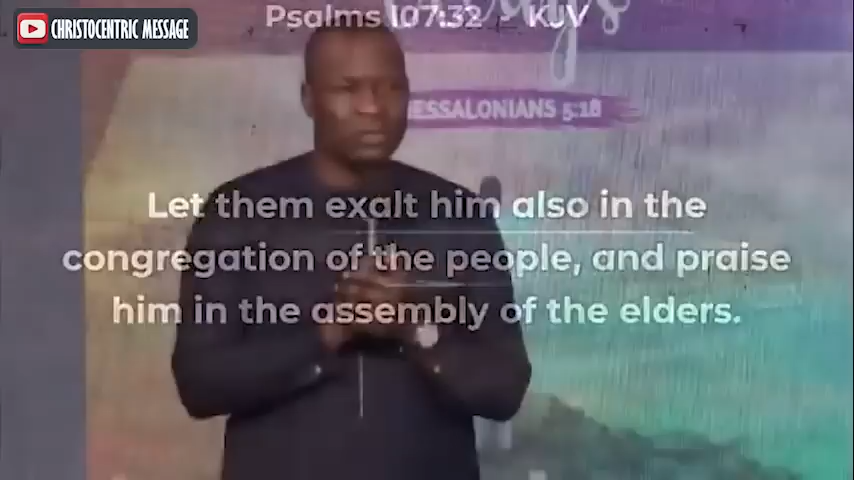 CHRISTOCENTRIC MESSAGE
Psalms 107:32 KJV
ESSALONIANS 5:18
Let them exalt him also in the
congregation of the people, and praise
him in the assembly of the elders.